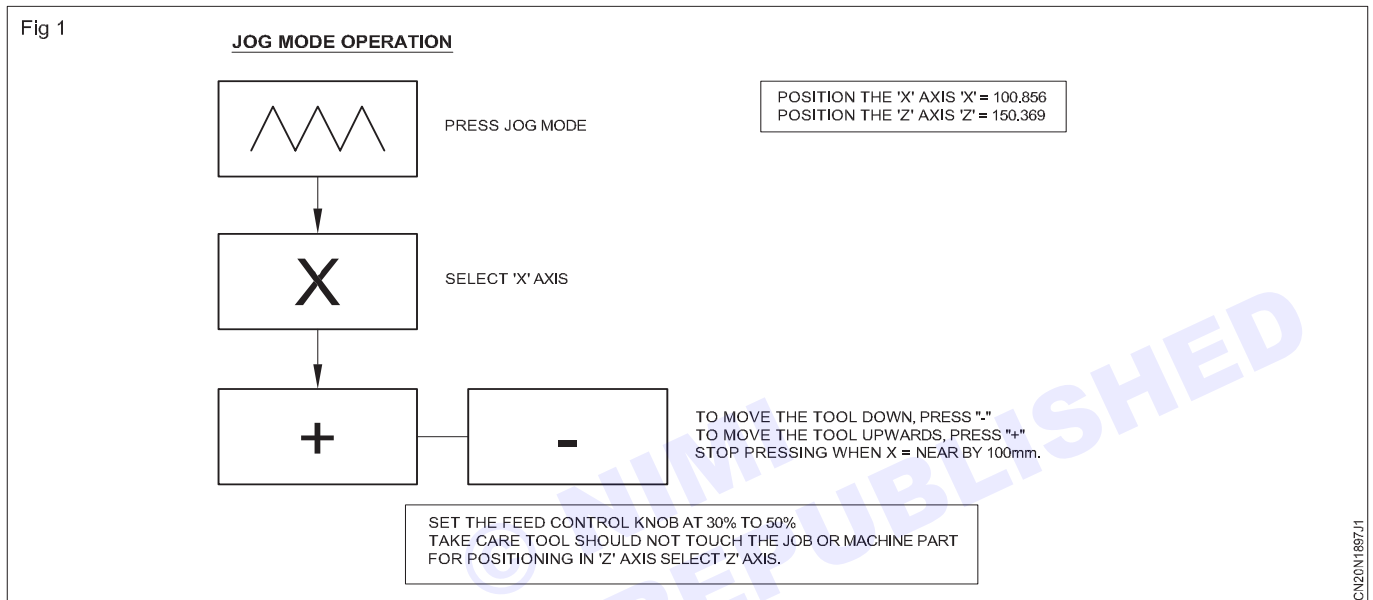 Fig 1
JOG MODE OPERATION
PRESS JOG MODE
POSITION THE 'X' AXIS 'X' = 100.856
POSITION THE 'Z' AXIS 'Z' = 150.369
X
SELECT 'X' AXIS
+
-
TO MOVE THE TOOL DOWN, PRESS "-"
TO MOVE THE TOOL UPWARDS, PRESS "+"
STOP PRESSING WHEN X = NEAR BY 100mm.
SET THE FEED CONTROL KNOB AT 30% TO 50%
TAKE CARE TOOL SHOULD NOT TOUCH THE JOB OR MACHINE PART
FOR POSITIONING IN 'Z' AXIS SELECT 'Z' AXIS.
CN20N1897J1
© NIMI
REPUBLISHED